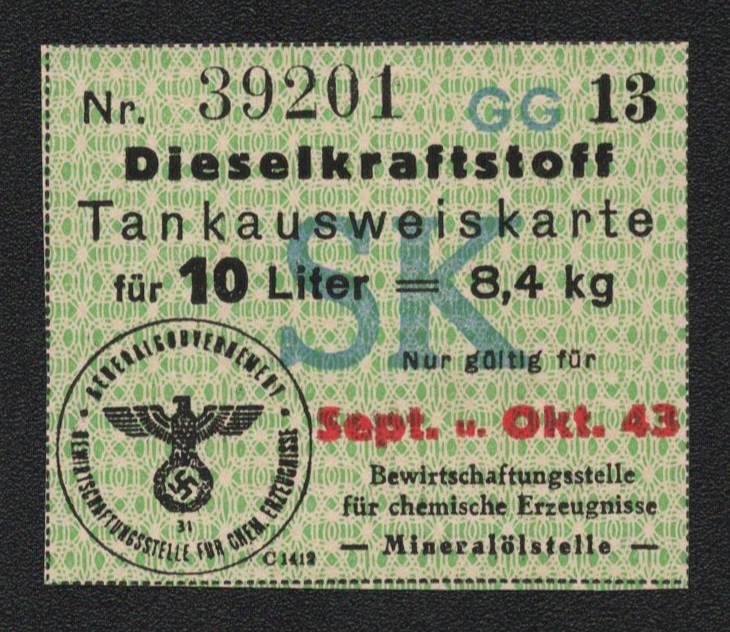 Nr. 39201 GG 13
Dieselkraftstoff
Tankausweiskarte
für 10 Liter = 8,4 kg
SK
Nur gültig für
Sept. u. Okt. 43
Bewirtschaftungsstelle
für chemische Erzeugnisse
— Mineralölstelle —
GENERALGOUVERNEMENT
BEWIRTSCHAFTUNGSSTELLE FÜR CHEM. ERZEUGNISSE
31
C 1412